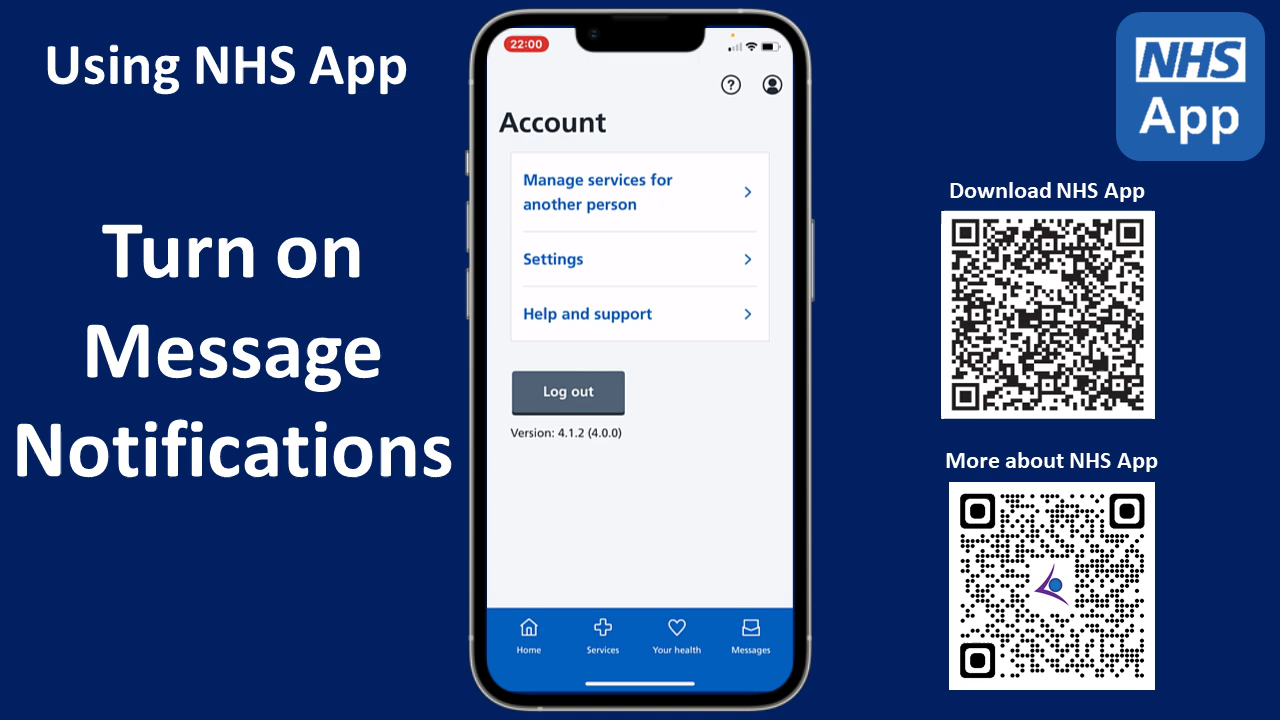 Using NHS App
Turn on
Message
Notifications
22:00
?
Account
Manage services for
another person
Settings
Help and support
Log out
Version: 4.1.2 (4.0.0)
Home
Services
Your health
Messages
NHS
App
Download NHS App
More about NHS App